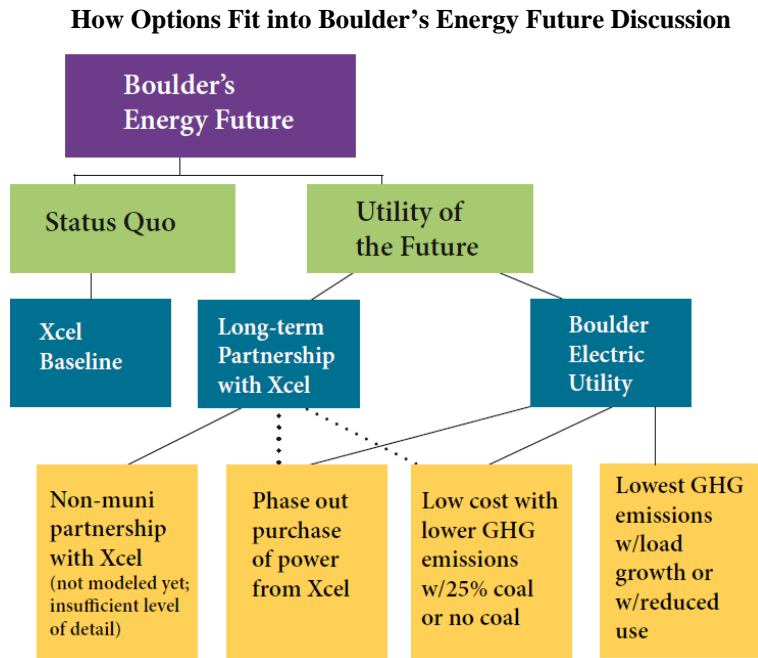 How Options Fit into Boulder’s Energy Future Discussion
Boulder’s
Energy Future
Status Quo
Utility of
the Future
Xcel
Baseline
Long-term
Partnership
with Xcel
Boulder
Electric
Utility
Non-muni
partnership
with Xcel
(not modeled yet;
insufficient level
of detail)
Phase out
purchase
of power
from Xcel
Low cost with
lower GHG
emissions
w/25% coal
or no coal
Lowest GHG
emissions
w/load
growth or
w/reduced
use